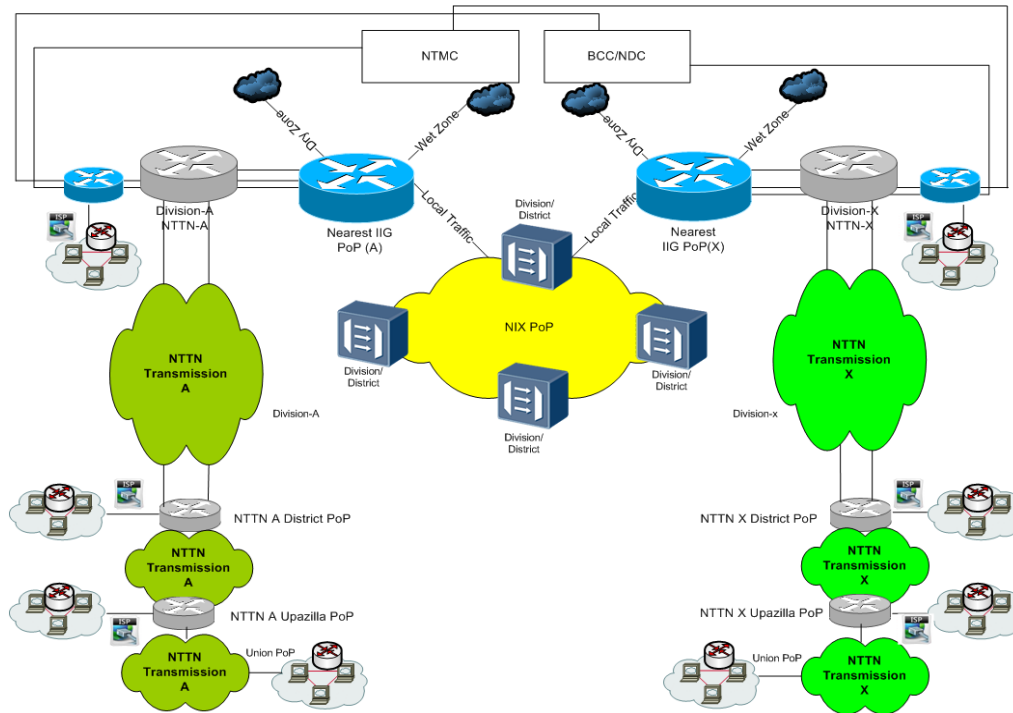 NTMC
BCC/NDC
Dry Zone
Wet Zone
Dry Zone
Wet Zone
Division-A
NTTN-A
ISP
Nearest IIG
PoP (A)
Local Traffic
Division/
District
Local Traffic
Nearest
IIG PoP(X)
Division-X
NTTN-X
ISP
NTTN
Transmission
A
Division/
District
NIX PoP
Division/
District
NTTN
Transmission
X
Division-A
Division/
District
Division-x
ISP
NTTN A District PoP
NTTN X District PoP
ISP
NTTN
Transmission
A
NTTN
Transmission
X
NTTN A Upazilla PoP
NTTN X Upazilla PoP
ISP
ISP
NTTN
Transmission
A
Union PoP
Union PoP
NTTN
Transmission
X